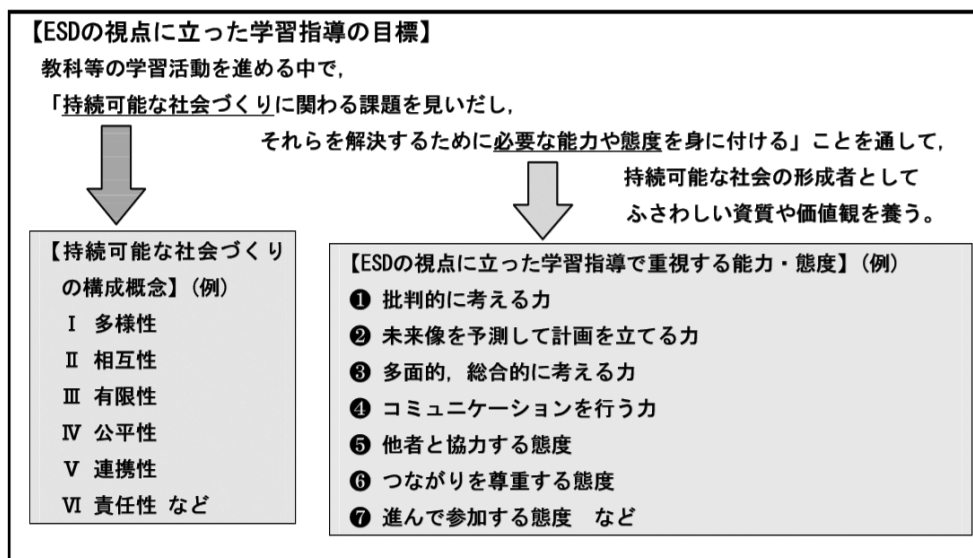 【ESDの視点に立った学習指導の目標】
教科等の学習活動を進める中で，
「持続可能な社会づくりに関わる課題を見いだし，
それらを解決するために必要な能力や態度を身に付ける」ことを通して，
持続可能な社会の形成者として
ふさわしい資質や価値観を養う。
【持続可能な社会づくり
の構成概念】（例）
Ⅰ 多様性
Ⅱ 相互性
Ⅲ 有限性
Ⅳ 公平性
Ⅴ 連携性
Ⅵ 責任性 など
【ESDの視点に立った学習指導で重視する能力・態度】（例）
❶ 批判的に考える力
❷ 未来像を予測して計画を立てる力
❸ 多面的，総合的に考える力
❹ コミュニケーションを行う力
❺ 他者と協力する態度
❻ つながりを尊重する態度
❼ 進んで参加する態度 など